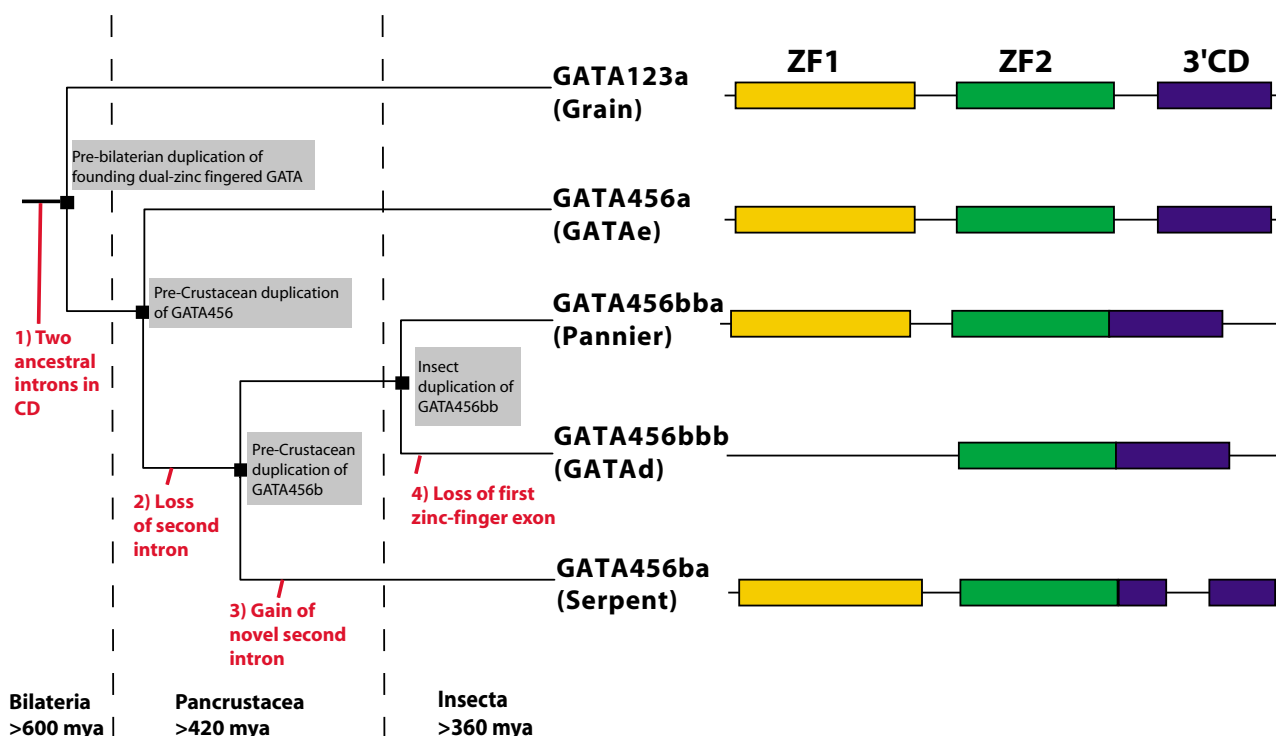 ZF1
ZF2
3'CD
GATA123a
(Grain)
Pre-bilaterian duplication of
founding dual-zinc fingered GATA
GATA456a
(GATAe)
Pre-Crustacean duplication
of GATA456
GATA456bba
(Pannier)
1) Two
ancestral
introns in
CD
Insect
duplication of
GATA456bb
GATA456bbb
(GATAd)
Pre-Crustacean
duplication of
GATA456b
2) Loss
of second
intron
4) Loss of first
zinc-finger exon
GATA456ba
(Serpent)
3) Gain of
novel second
intron
Bilateria
>600 mya
Pancrustacea
>420 mya
Insecta
>360 mya